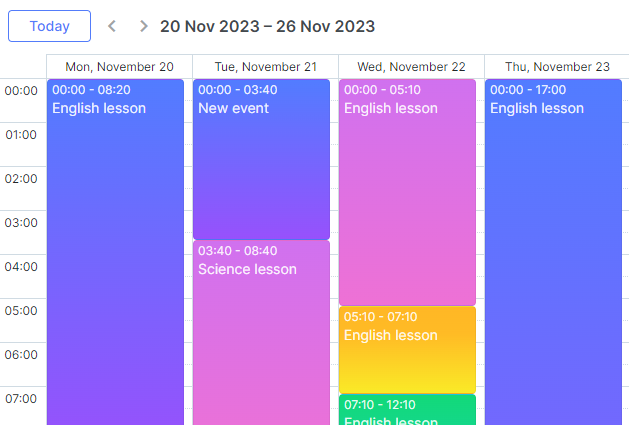 Today
20 Nov 2023 – 26 Nov 2023
Mon, November 20
Tue, November 21
Wed, November 22
Thu, November 23
00:00
01:00
02:00
03:00
04:00
05:00
06:00
07:00
00:00 - 08:20
English lesson
00:00 - 03:40
New event
03:40 - 08:40
Science lesson
00:00 - 05:10
English lesson
05:10 - 07:10
English lesson
07:10 - 12:10
English lesson
00:00 - 17:00
English lesson